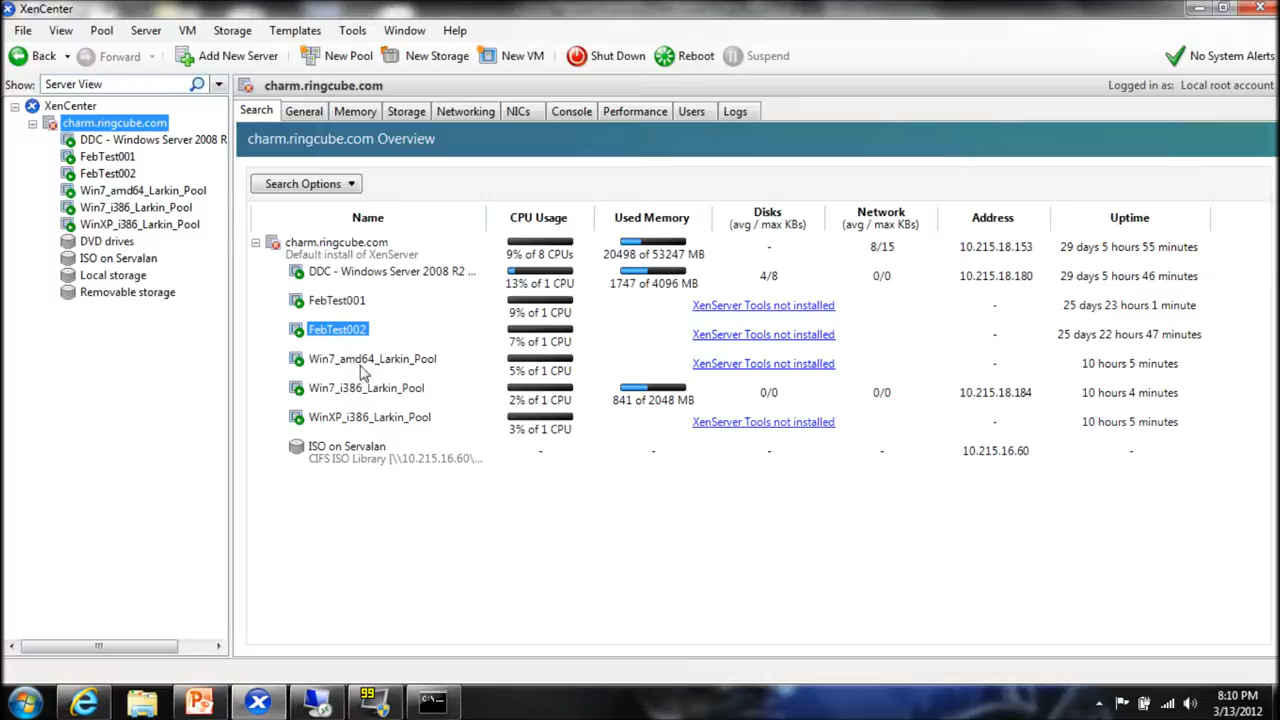 XenCenter
File View Pool Server VM Storage Templates Tools Window Help
Back Forward Add New Server New Pool New Storage New VM Shut Down Reboot Suspend No System Alerts
Show: Server View
charm.ringcube.com Logged in as: Local root account
XenCenter
charm.ringcube.com
DDC - Windows Server 2008 R
FebTest001
FebTest002
Win7_amd64_Larkin_Pool
Win7_i386_Larkin_Pool
WinXP_i386_Larkin_Pool
DVD drives
ISO on Servalan
Local storage
Removable storage
Search General Memory Storage Networking NICs Console Performance Users Logs
charm.ringcube.com Overview
Search Options
Name CPU Usage Used Memory Disks Network Address Uptime
(avg / max KBs) (avg / max KBs)
charm.ringcube.com - 8/15 10.215.18.153 29 days 5 hours 55 minutes
Default install of XenServer 9% of 8 CPUs 20498 of 53247 MB
DDC - Windows Server 2008 R2 ... 4/8 0/0 10.215.18.180 29 days 5 hours 46 minutes
13% of 1 CPU 1747 of 4096 MB
FebTest001 XenServer Tools not installed - 25 days 23 hours 1 minute
9% of 1 CPU
FebTest002 XenServer Tools not installed - 25 days 22 hours 47 minutes
7% of 1 CPU
Win7_amd64_Larkin_Pool XenServer Tools not installed - 10 hours 5 minutes
5% of 1 CPU
Win7_i386_Larkin_Pool 0/0 0/0 10.215.18.184 10 hours 4 minutes
2% of 1 CPU 841 of 2048 MB
WinXP_i386_Larkin_Pool XenServer Tools not installed - 10 hours 5 minutes
3% of 1 CPU
ISO on Servalan - - - - 10.215.16.60 -
CIFS ISO Library [\\10.215.16.60\...
99
8:10 PM
3/13/2012